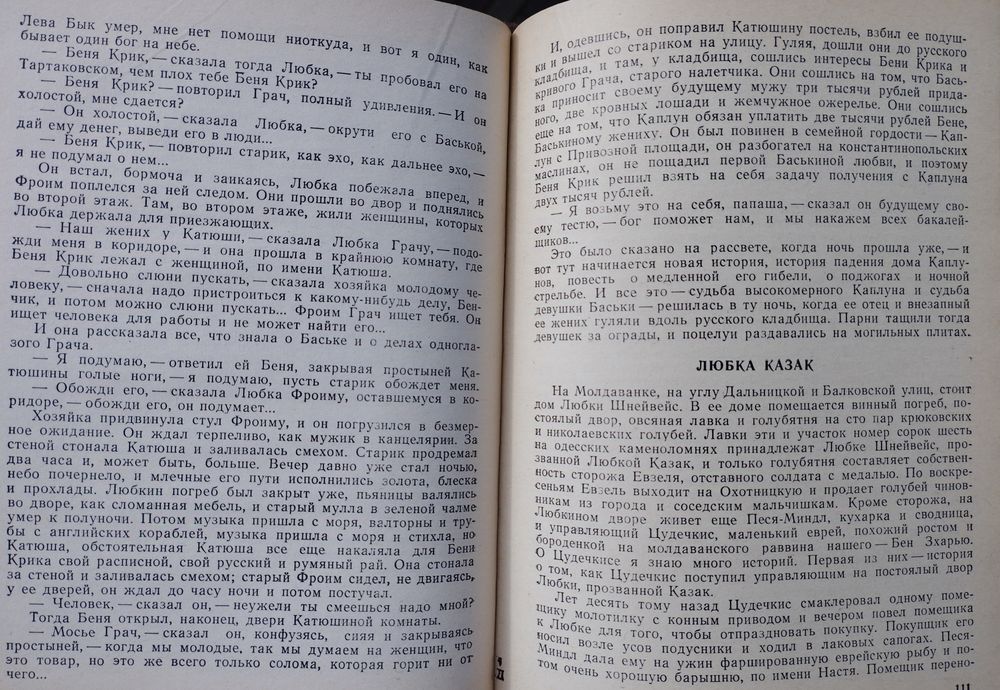 Лева Бык умер, мне нет помощи ниоткуда, и вот я один, как
бывает один бог на небе.
— Беня Крик, — сказала тогда Любка, — ты пробовал его на
Тартаковском, чем плох тебе Беня Крик?
— Беня Крик? — повторил Грач, полный удивления. — И он
холостой, мне сдается?
— Он холостой, — сказала Любка, — окрути его с Баськой,
дай ему денег, выведи его в люди...
— Беня Крик, — повторил старик, как эхо, как дальнее эхо, —
я не подумал о нем...
Он встал, бормоча и заикаясь, Любка побежала вперед, и
Фроим поплелся за ней следом. Они прошли во двор и поднялись
во второй этаж. Там, во втором этаже, жили женщины, которых
Любка держала для приезжающих.
— Наш жених у Катюши, — сказала Любка Грачу, — подо-
жди меня в коридоре, — и она прошла в крайнюю комнату, где
Беня Крик лежал с женщиной, по имени Катюша.
— Довольно слюни пускать, — сказала хозяйка молодому че-
ловеку, — сначала надо пристроиться к какому-нибудь делу, Бен-
чик, и потом можно слюни пускать... Фроим Грач ищет тебя. Он
ищет человека для работы и не может найти его...
И она рассказала все, что знала о Баське и о делах одногла-
зого Грача.
— Я подумаю, — ответил ей Беня, закрывая простыней Ка-
тюшины голые ноги, — я подумаю, пусть старик обождет меня.
— Обожди его, — сказала Любка Фроиму, оставшемуся в ко-
ридоре, — обожди его, он подумает...
Хозяйка придвинула стул Фроиму, и он погрузился в безмер-
ное ожидание. Он ждал терпеливо, как мужик в канцелярии. За
стеной стонала Катюша и заливалась смехом. Старик продремал
два часа и, может быть, больше. Вечер давно уже стал ночью,
небо почернело, и млечные его пути исполнились золота, блеска
и прохлады. Любкин погреб был закрыт уже, пьяницы валялись
во дворе, как сломанная мебель, и старый мулла в зеленой чалме
умер к полуночи. Потом музыка пришла с моря, валторны и тру-
бы с английских кораблей, музыка пришла с моря и стихла, но
Катюша, обстоятельная Катюша все еще накаляла для Бени
Крика свой расписной, свой русский и румяный рай. Она стонала
за стеной и заливалась смехом; старый Фроим сидел, не двигаясь,
у ее дверей, он ждал до часу ночи и потом постучал.
— Человек, — сказал он, — неужели ты смеешься надо мной?
Тогда Беня открыл, наконец, двери Катюшиной комнаты.
— Мосье Грач, — сказал он, конфузясь, сияя и закрываясь
простыней, — когда мы молодые, так мы думаем на женщин, что
это товар, но это же всего только солома, которая горит ни от
чего...
И, одевшись, он поправил Катюшину постель, взбил ее подуш-
ки и вышел со стариком на улицу. Гуляя, дошли они до русского
кладбища, и там, у кладбища, сошлись интересы Бени Крика и
кривого Грача, старого налетчика. Они сошлись на том, что Бась-
ка приносит своему будущему мужу три тысячи рублей прида-
ного, две кровных лошади и жемчужное ожерелье. Они сошлись
еще на том, что Каплун обязан уплатить две тысячи рублей Бене,
Баськиному жениху. Он был повинен в семейной гордости — Кап-
лун с Привозной площади, он разбогател на константинопольских
маслинах, он не пощадил первой Баськиной любви, и поэтому
Беня Крик решил взять на себя задачу получения с Каплуна
двух тысяч рублей.
— Я возьму это на себя, папаша, — сказал он будущему сво-
ему тестю, — бог поможет нам, и мы накажем всех бакалей-
щиков...
Это было сказано на рассвете, когда ночь прошла уже, — и
вот тут начинается новая история, история падения дома Каплу-
нов, повесть о медленной его гибели, о поджогах и ночной
стрельбе. И все это — судьба высокомерного Каплуна и судьба
девушки Баськи — решилась в ту ночь, когда ее отец и внезапный
ее жених гуляли вдоль русского кладбища. Парни тащили тогда
девушек за ограды, и поцелуи раздавались на могильных плитах.
ЛЮБКА КАЗАК
На Молдаванке, на углу Дальницкой и Балковской улиц, стоит
дом Любки Шнейвейс. В ее доме помещается винный погреб, по-
стоялый двор, овсяная лавка и голубятня на сто пар крюковских
и николаевских голубей. Лавки эти и участок номер сорок шесть
на одесских каменоломнях принадлежат Любке Шнейвейс, про-
званной Любкой Казак, и только голубятня составляет собствен-
ность сторожа Евзеля, отставного солдата с медалью. По воскре-
сеньям Евзель выходит на Охотницкую и продает голубей чинов-
никам из города и соседским мальчишкам. Кроме сторожа, на
Любкином дворе живет еще Песя-Миндл, кухарка и сводница,
и управляющий Цудечкис, маленький еврей, похожий ростом и
бороденкой на молдаванского раввина нашего — Бен Зхарью.
О Цудечкисе я знаю много историй. Первая из них — история
о том, как Цудечкис поступил управляющим на постоялый двор
Любки, прозванной Казак.
Лет десять тому назад Цудечкис смаклеровал одному поме-
щику молотилку с конным приводом и вечером повел помещика
к Любке для того, чтобы отпраздновать покупку. Покупщик его
носил возле усов подусники и ходил в лаковых сапогах. Песя-
Миндл дала ему на ужин фаршированную еврейскую рыбу и по-
том очень хорошую барышню, по имени Настя. Помещик перено-
111